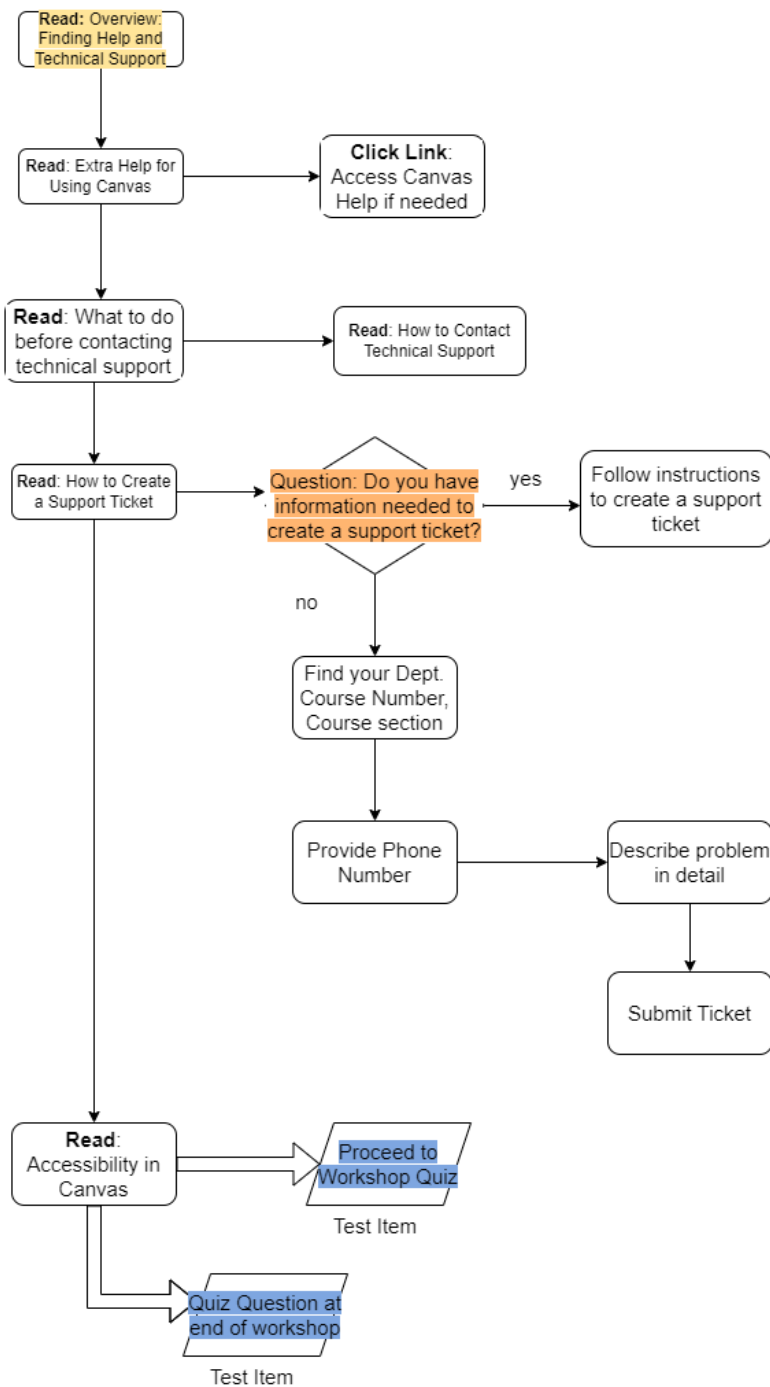 Read: Overview:
Finding Help and
Technical Support
Read: Extra Help for
Using Canvas
Click Link:
Access Canvas
Help if needed
Read: What to do
before contacting
technical support
Read: How to Contact
Technical Support
Read: How to Create
a Support Ticket
Question: Do you have
information needed to
create a support ticket?
yes
Follow instructions
to create a support
ticket
no
Find your Dept.
Course Number,
Course section
Provide Phone
Number
Describe problem
in detail
Submit Ticket
Read:
Accessibility in
Canvas
Proceed to
Workshop Quiz
Test Item
Quiz Question at
end of workshop
Test Item